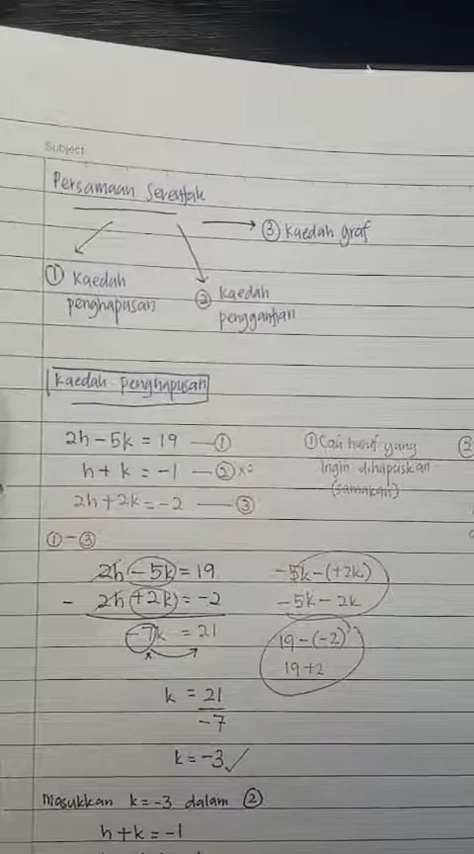 Subject
Persamaan Serentak
③ Kaedah graf
① Kaedah
penghapusan
② Kaedah
penggantian
Kaedah Penghapusan
2h - 5k = 19 — ①
h + k = -1 — ② ×2
2h + 2k = -2 — ③
① Cari huruf yang
ingin dihapuskan
(samakan)
②
① - ③
2h - 5k = 19
- 2h + 2k = -2
-7k = 21
-5k - (+2k)
-5k - 2k
19 - (-2)
19 + 2
k = 21
-7
k = -3 ✓
Masukkan k = -3 dalam ②
h + k = -1